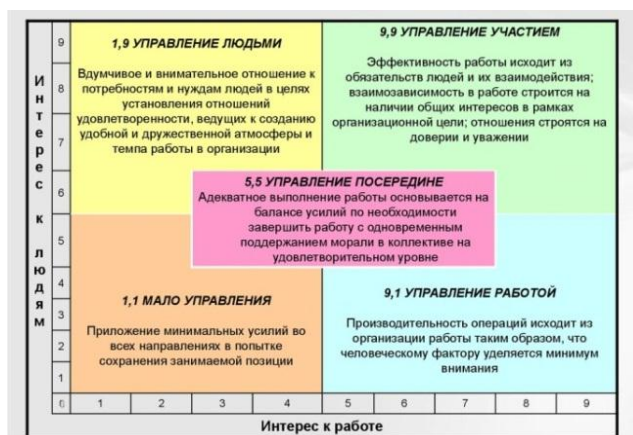 Интерес к людям
9
8
7
6
5
4
3
2
1
1,9 УПРАВЛЕНИЕ ЛЮДЬМИ
Вдумчивое и внимательное отношение к
потребностям и нуждам людей в целях
установления отношений
удовлетворенности, ведущих к созданию
удобной и дружественной атмосферы и
темпа работы в организации
9,9 УПРАВЛЕНИЕ УЧАСТИЕМ
Эффективность работы исходит из
обязательств людей и их взаимодействия;
взаимозависимость в работе строится на
наличии общих интересов в рамках
организационной цели; отношения строятся на
доверии и уважении
5,5 УПРАВЛЕНИЕ ПОСЕРЕДИНЕ
Адекватное выполнение работы основывается на
балансе усилий по необходимости
завершить работу с одновременным
поддержанием морали в коллективе на
удовлетворительном уровне
1,1 МАЛО УПРАВЛЕНИЯ
Приложение минимальных усилий во
всех направлениях в попытке
сохранения занимаемой позиции
9,1 УПРАВЛЕНИЕ РАБОТОЙ
Производительность операций исходит из
организации работы таким образом, что
человеческому фактору уделяется минимум
внимания
1 2 3 4 5 6 7 8 9
Интерес к работе